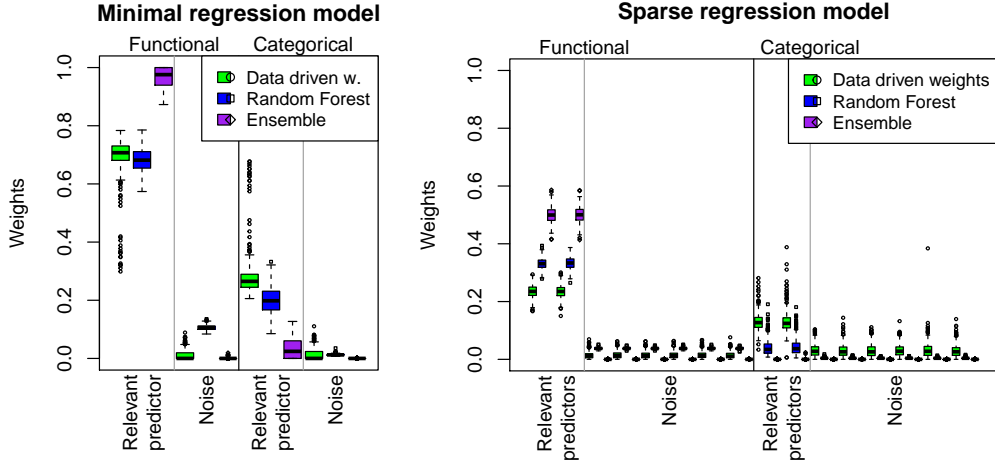 Minimal regression model
Functional
Categorical
Data driven w.
Random Forest
Ensemble
Weights
1.0
0.8
0.6
0.4
0.2
0.0
Relevant
predictor
Noise
Relevant
predictor
Noise
Sparse regression model
Functional
Categorical
Data driven weights
Random Forest
Ensemble
Weights
1.0
0.8
0.6
0.4
0.2
0.0
Relevant
predictors
Noise
Relevant
predictors
Noise